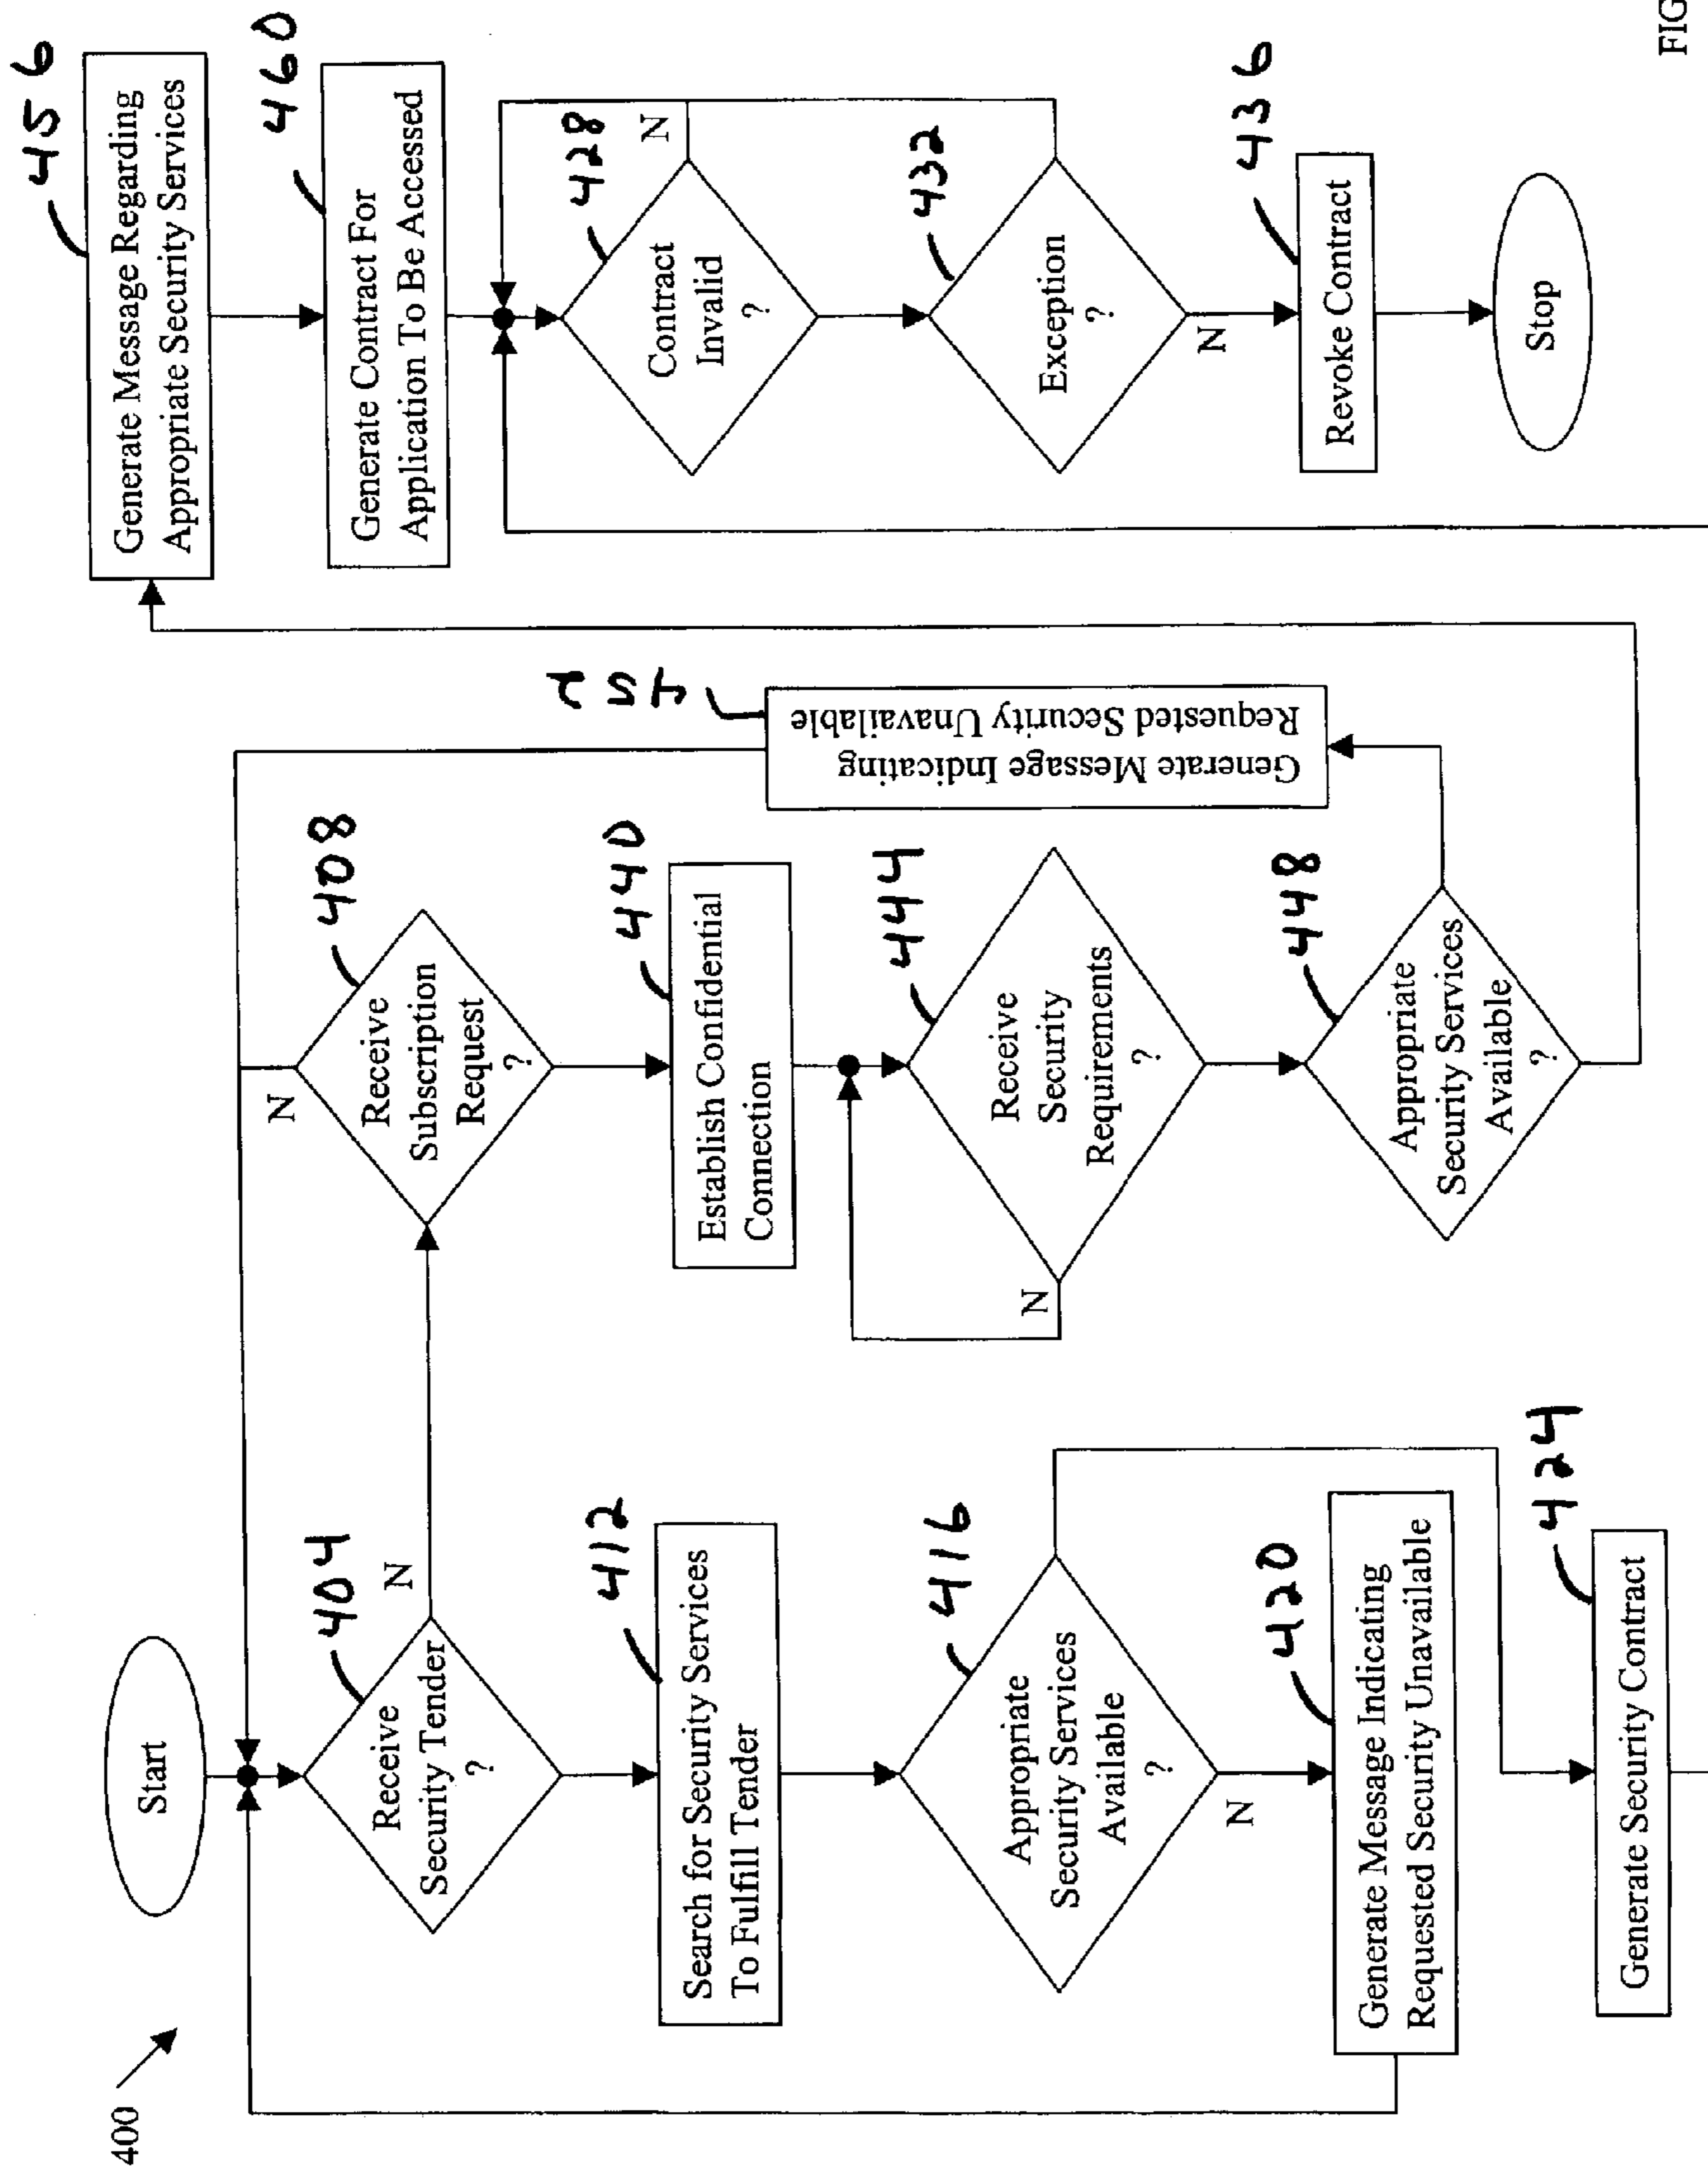 400
Start
404
Receive
Security Tender
?
N
412
Search for Security Services
To Fulfill Tender
416
Appropriate
Security Services
Available
?
N
420
Generate Message Indicating
Requested Security Unavailable
424
Generate Security Contract
408
N
Receive
Subscription
Request
?
440
Establish Confidential
Connection
444
Receive
Security
Requirements
?
N
448
Appropriate
Security Services
Available
?
452
Generate Message Indicating
Requested Security Unavailable
456
Generate Message Regarding
Appropriate Security Services
460
Generate Contract For
Application To Be Accessed
428
Contract
Invalid
?
N
432
Exception
?
N
436
Revoke Contract
Stop
FIG